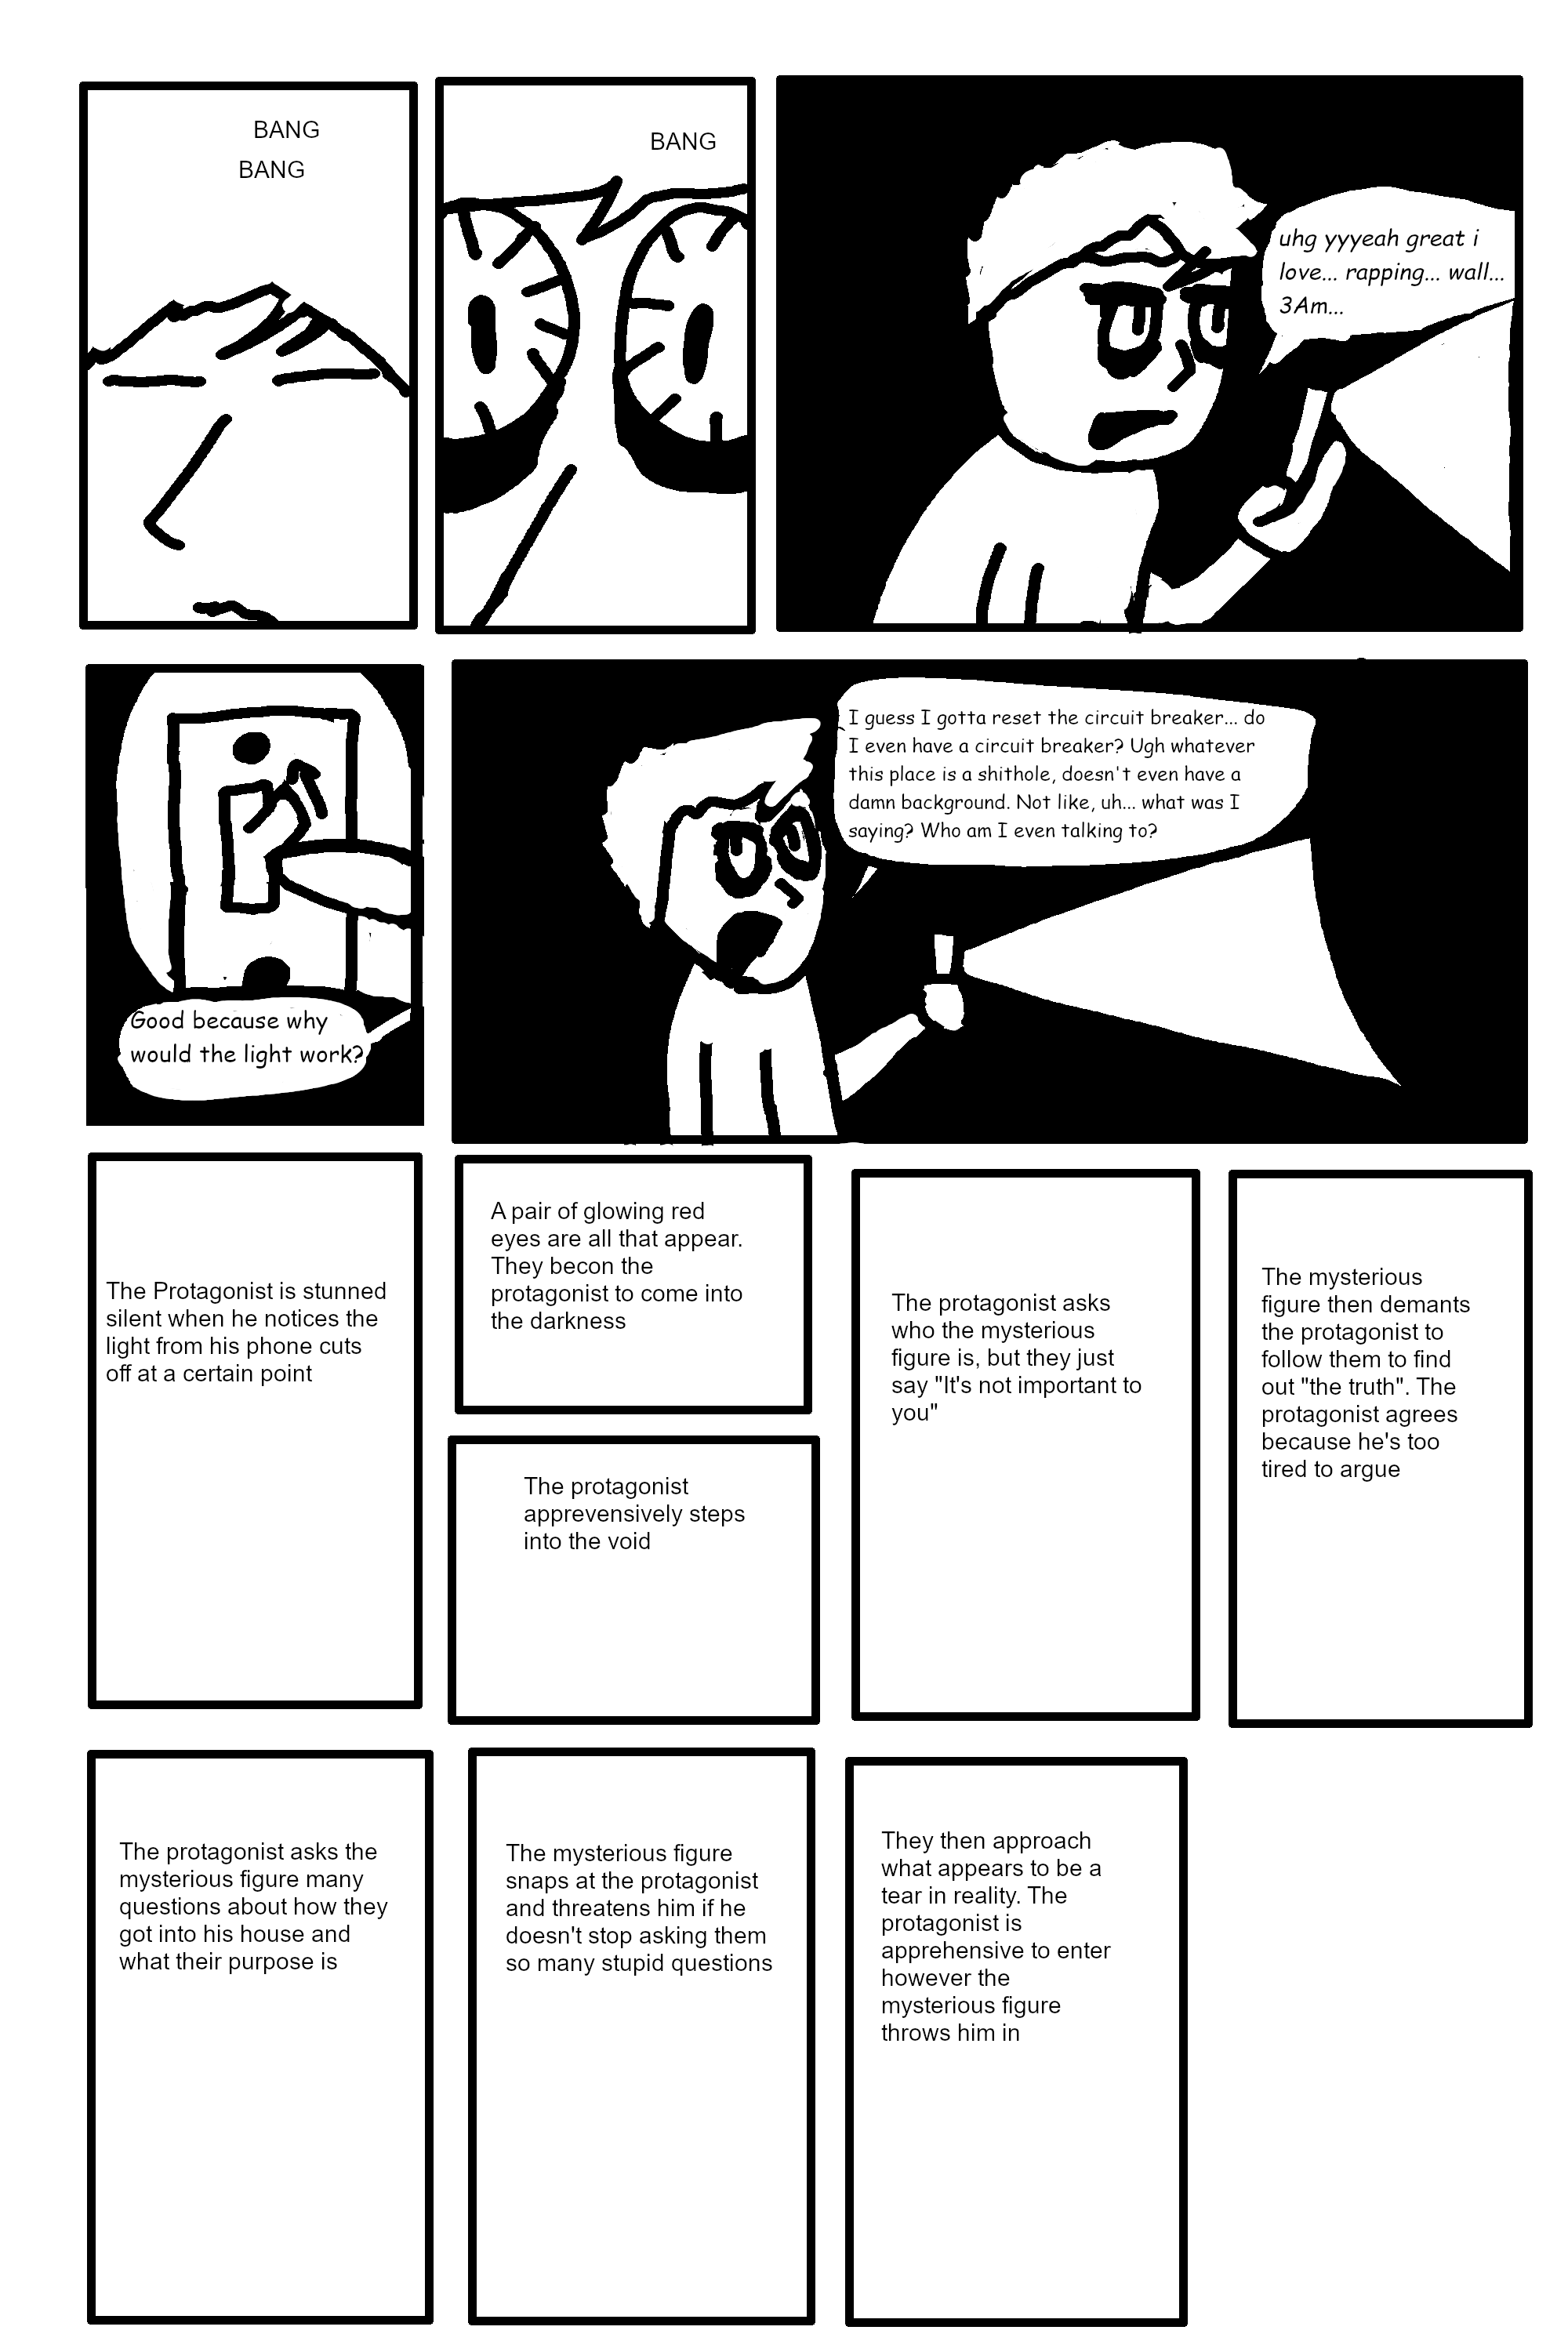 BANG
BANG
BANG
uhg yyyeah great i
love... rapping... wall...
3Am...
Good because why
would the light work?
I guess I gotta reset the circuit breaker... do
I even have a circuit breaker? Ugh whatever
this place is a shithole, doesn't even have a
damn background. Not like, uh... what was I
saying? Who am I even talking to?
The Protagonist is stunned
silent when he notices the
light from his phone cuts
off at a certain point
A pair of glowing red
eyes are all that appear.
They becon the
protagonist to come into
the darkness
The protagonist
apprevensively steps
into the void
The protagonist asks
who the mysterious
figure is, but they just
say "It's not important to
you"
The mysterious
figure then demants
the protagonist to
follow them to find
out "the truth". The
protagonist agrees
because he's too
tired to argue
The protagonist asks the
mysterious figure many
questions about how they
got into his house and
what their purpose is
The mysterious figure
snaps at the protagonist
and threatens him if he
doesn't stop asking them
so many stupid questions
They then approach
what appears to be a
tear in reality. The
protagonist is
apprehensive to enter
however the
mysterious figure
throws him in